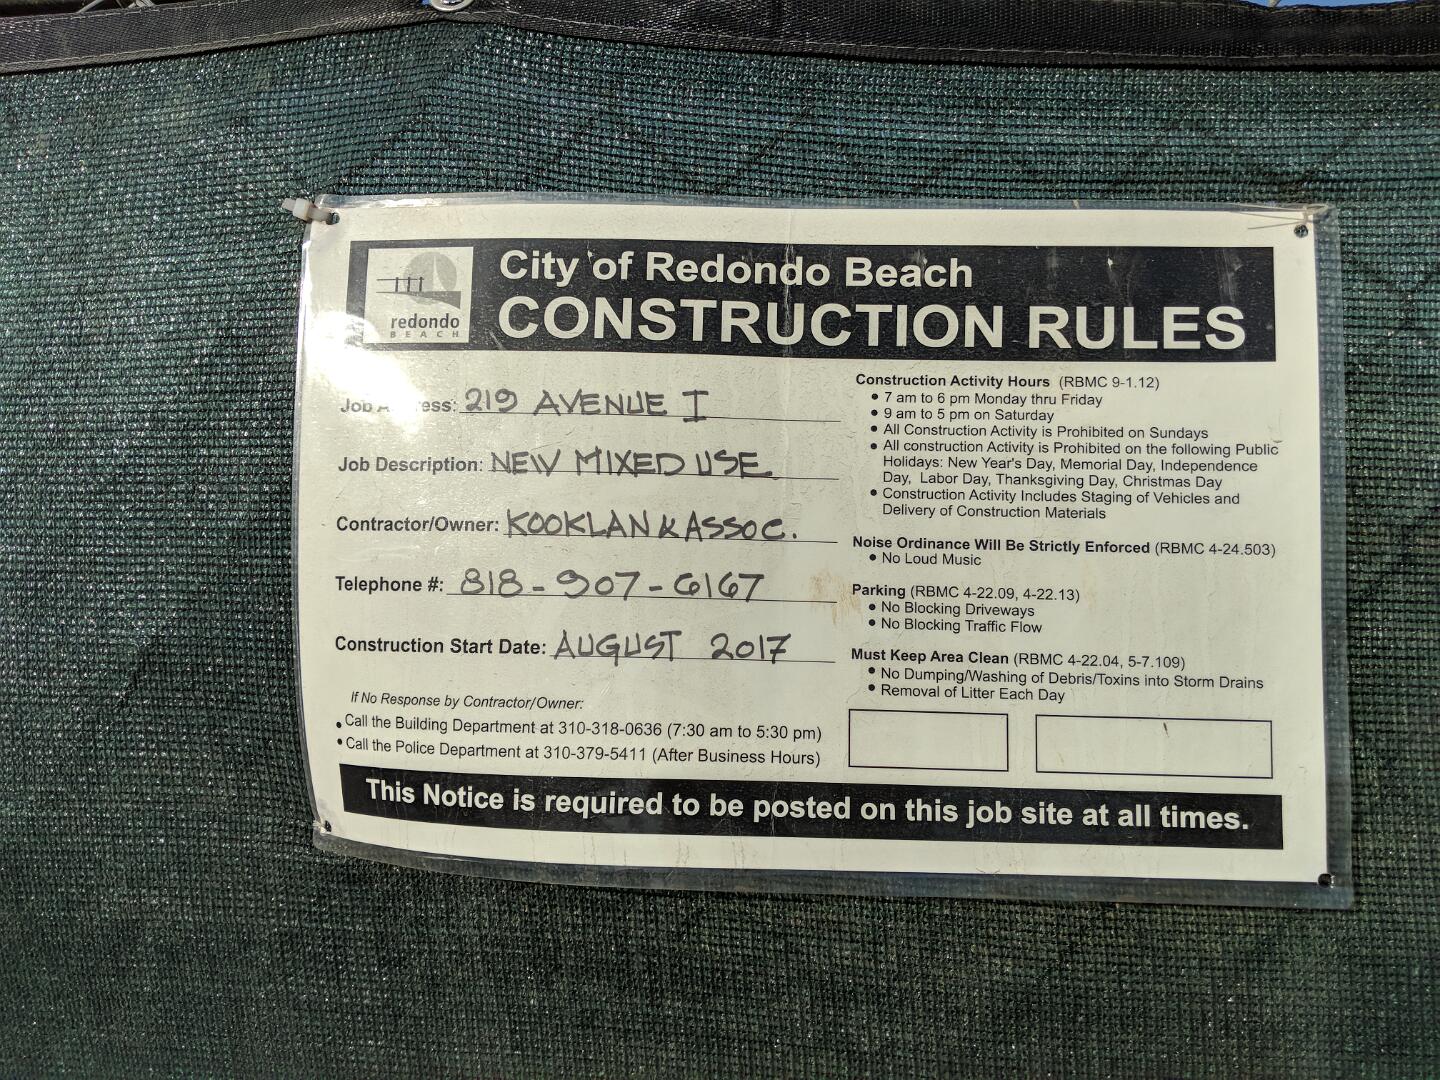 redondo
BEACH
City of Redondo Beach
CONSTRUCTION RULES
Job Address: 219 AVENUE I
Job Description: NEW MIXED USE
Contractor/Owner: KOOKLAN & ASSOC.
Telephone #: 818-907-6167
Construction Start Date: AUGUST 2017
If No Response by Contractor/Owner:
• Call the Building Department at 310-318-0636 (7:30 am to 5:30 pm)
• Call the Police Department at 310-379-5411 (After Business Hours)
Construction Activity Hours (RBMC 9-1.12)
• 7 am to 6 pm Monday thru Friday
• 9 am to 5 pm on Saturday
• All Construction Activity is Prohibited on Sundays
• All construction Activity is Prohibited on the following Public
Holidays: New Year's Day, Memorial Day, Independence
Day, Labor Day, Thanksgiving Day, Christmas Day
• Construction Activity Includes Staging of Vehicles and
Delivery of Construction Materials
Noise Ordinance Will Be Strictly Enforced (RBMC 4-24.503)
• No Loud Music
Parking (RBMC 4-22.09, 4-22.13)
• No Blocking Driveways
• No Blocking Traffic Flow
Must Keep Area Clean (RBMC 4-22.04, 5-7.109)
• No Dumping/Washing of Debris/Toxins into Storm Drains
• Removal of Litter Each Day
This Notice is required to be posted on this job site at all times.